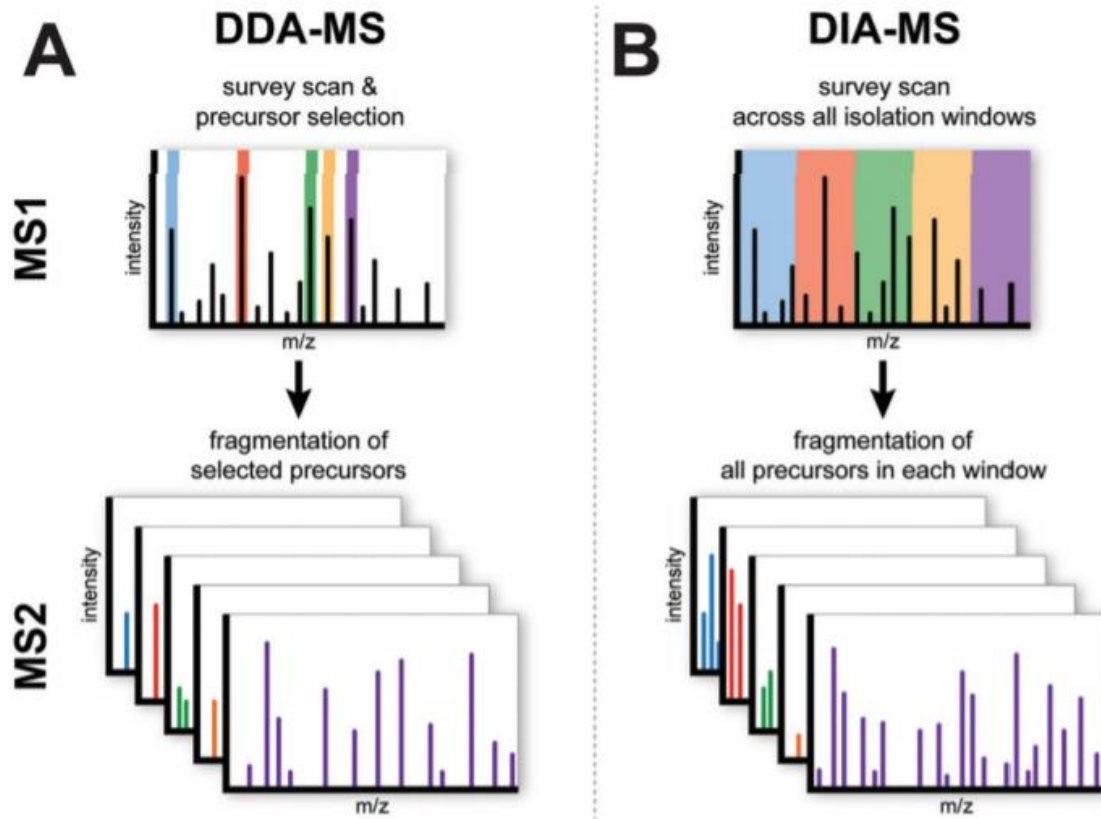 A
DDA-MS
survey scan &
precursor selection
MS1
intensity
m/z
fragmentation of
selected precursors
MS2
intensity
m/z
B
DIA-MS
survey scan
across all isolation windows
intensity
m/z
fragmentation of
all precursors in each window
intensity
m/z